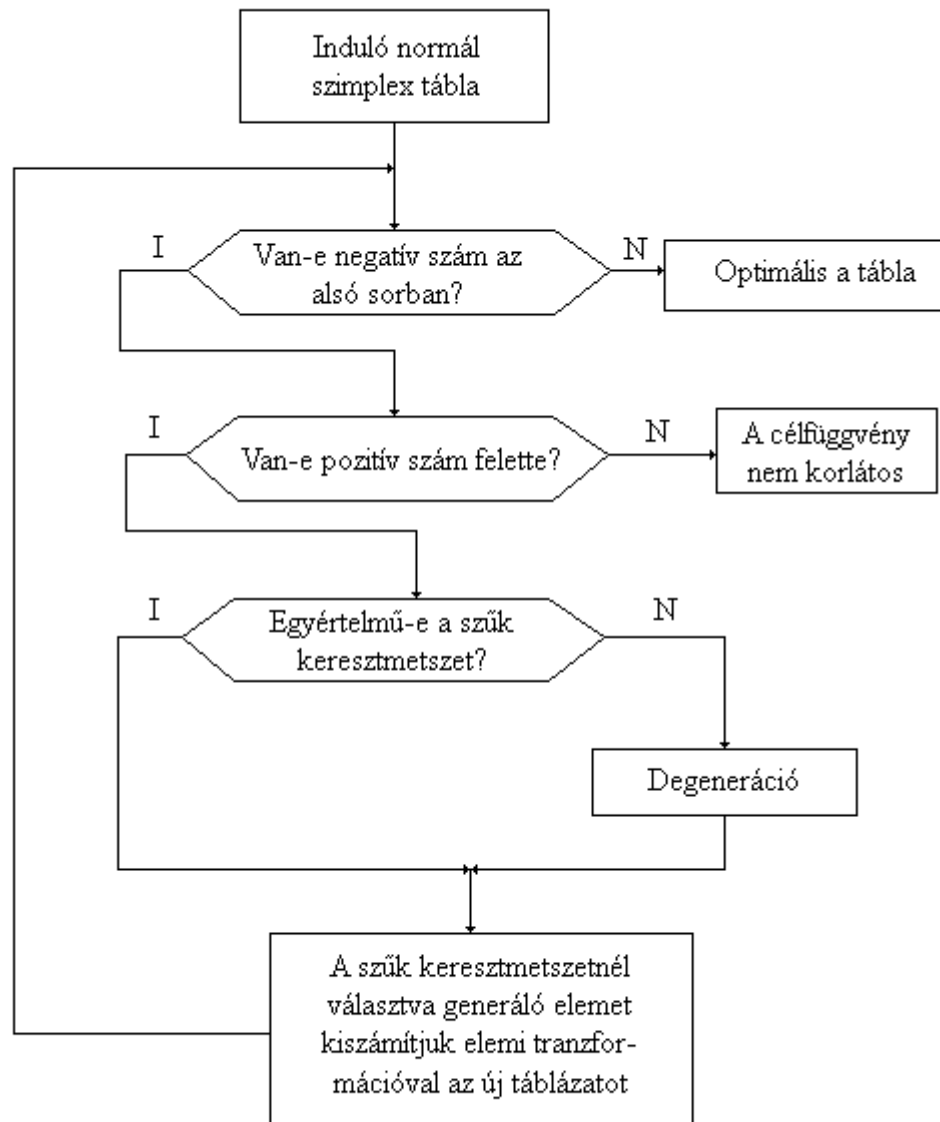 Induló normál
szimplex tábla
I
Van-e negatív szám az
alsó sorban?
N
Optimális a tábla
I
Van-e pozitív szám felette?
N
A célfüggvény
nem korlátos
I
Egyértelmű-e a szűk
keresztmetszet?
N
Degeneráció
A szűk keresztmetszetnél
választva generáló elemet
kiszámítjuk elemi tranzfor-
mációval az új táblázatot